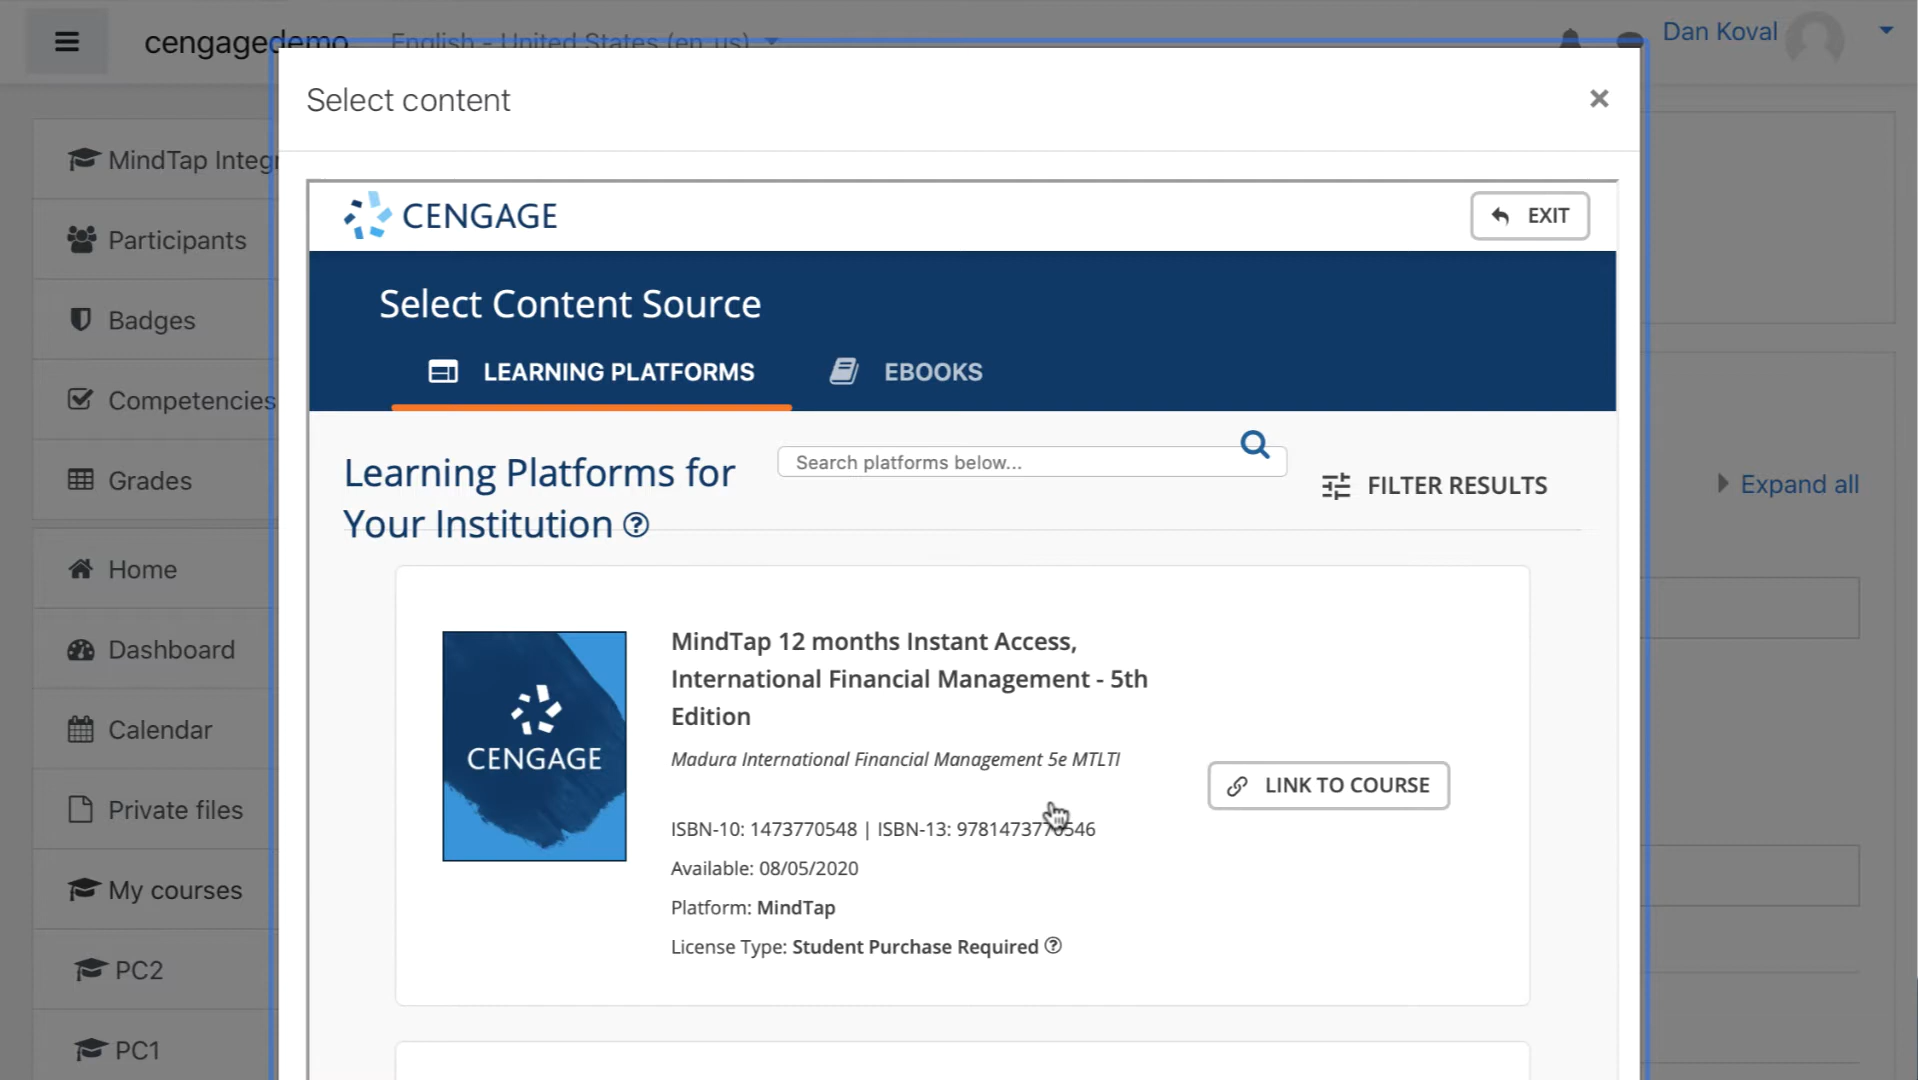 cengagedemo
English - United States (en_us)
Dan Koval
Select content
×
MindTap Integr
Participants
Badges
Competencies
Grades
Home
Dashboard
Calendar
Private files
My courses
PC2
PC1
CENGAGE
EXIT
Select Content Source
LEARNING PLATFORMS
EBOOKS
Learning Platforms for
Your Institution ?
Search platforms below...
FILTER RESULTS
Expand all
CENGAGE
MindTap 12 months Instant Access,
International Financial Management - 5th
Edition
Madura International Financial Management 5e MTLTI
ISBN-10: 1473770548 | ISBN-13: 9781473770546
Available: 08/05/2020
Platform: MindTap
License Type: Student Purchase Required ?
LINK TO COURSE